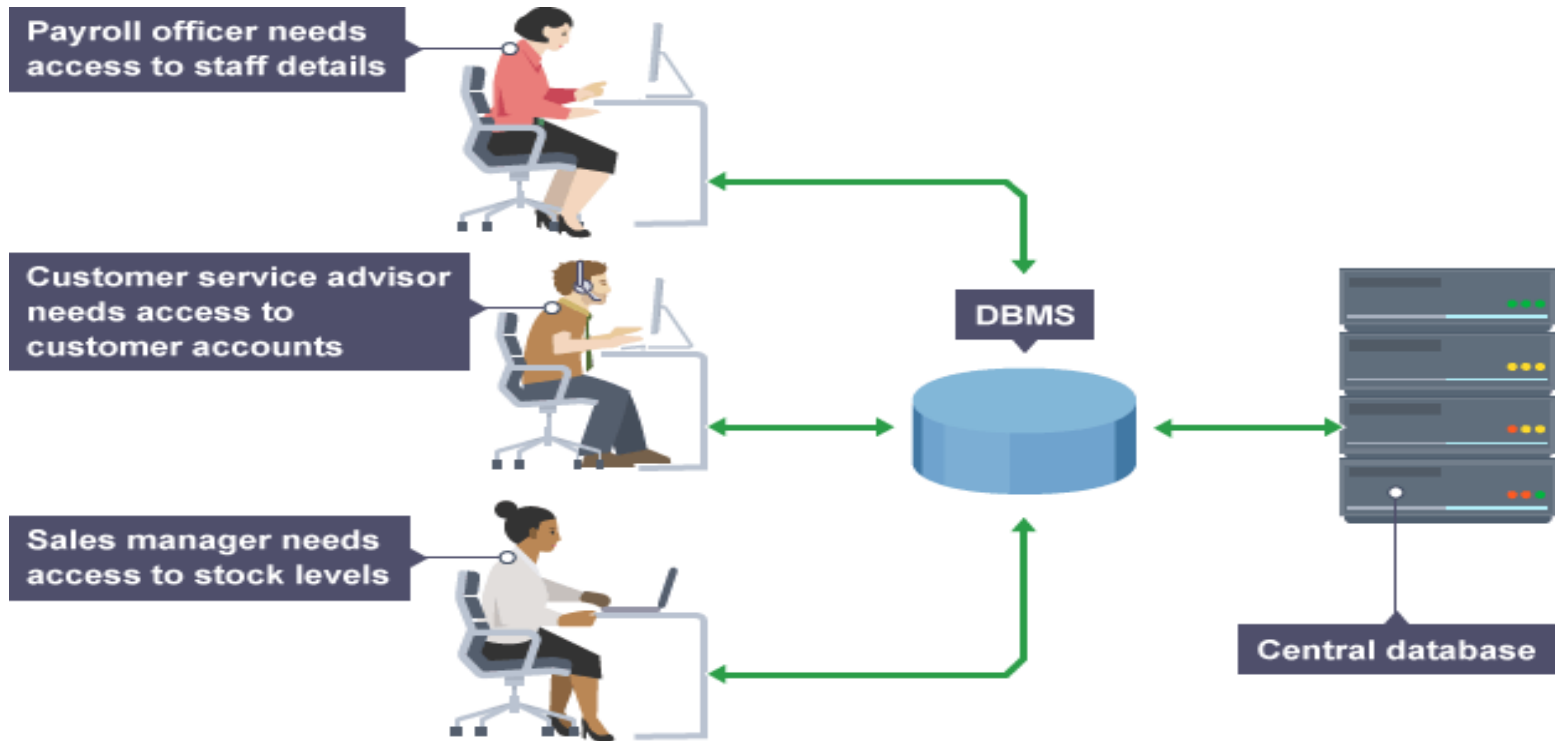 Payroll officer needs
access to staff details
Customer service advisor
needs access to
customer accounts
DBMS
Sales manager needs
access to stock levels
Central database